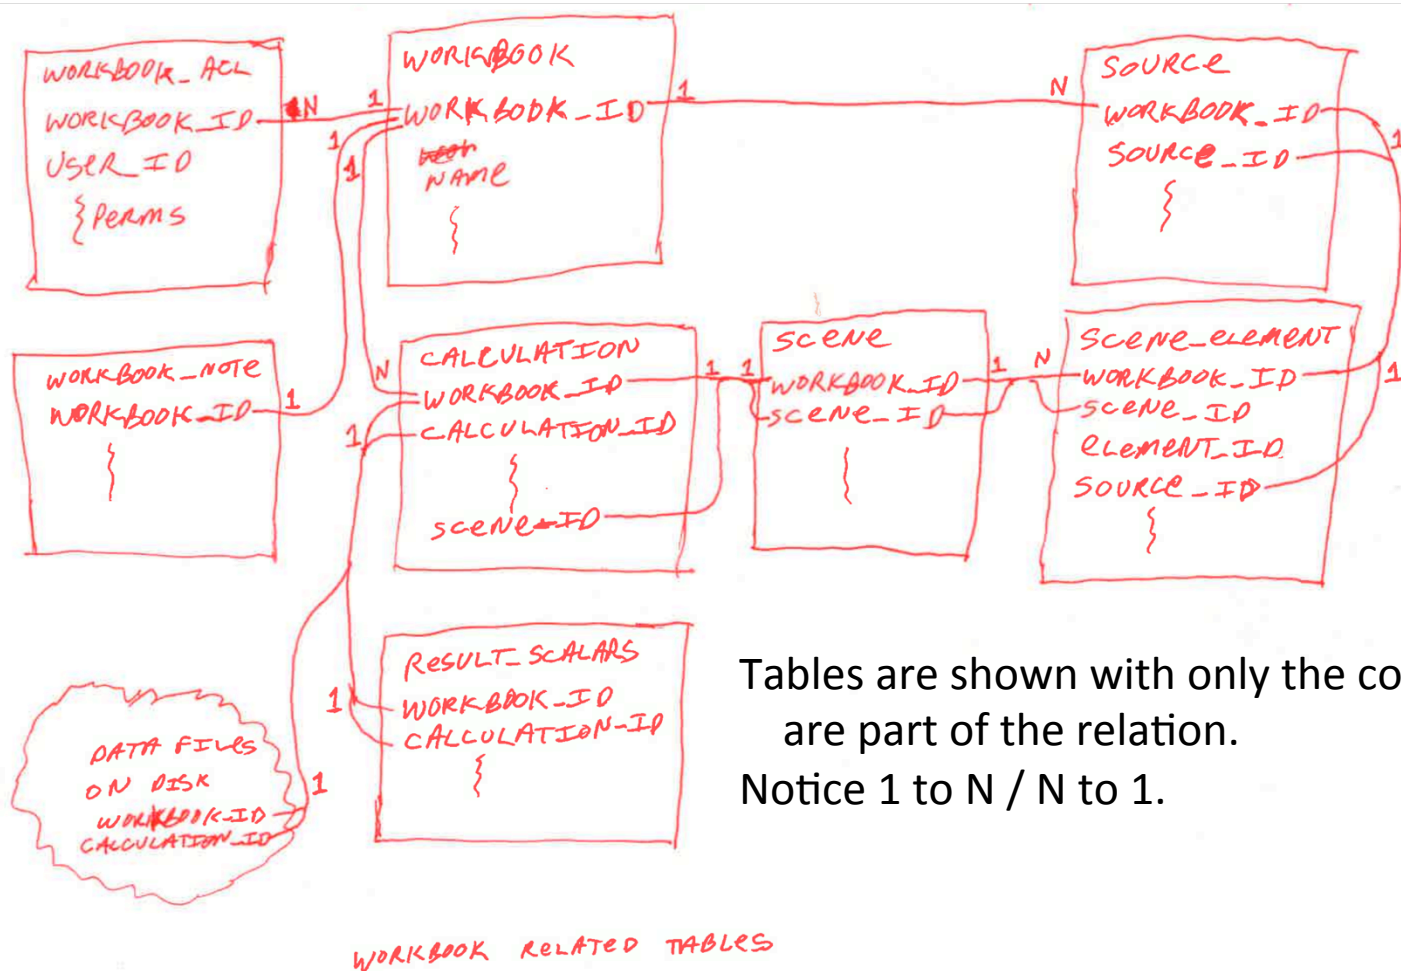 WORKBOOK_ACL
WORKBOOK_ID
USER_ID
{PERMS
N
1
WORKBOOK
WORKBOOK_ID
NAME
1
N
SOURCE
WORKBOOK_ID
SOURCE_ID
1
1
1
WORKBOOK_NOTE
WORKBOOK_ID
1
N
CALCULATION
WORKBOOK_ID
CALCULATION_ID
SCENE_ID
1
1
1
SCENE
WORKBOOK_ID
SCENE_ID
1
N
SCENE_ELEMENT
WORKBOOK_ID
SCENE_ID
ELEMENT_ID
SOURCE_ID
1
RESULT_SCALARS
WORKBOOK_ID
CALCULATION_ID
1
DATA FILES
ON DISK
WORKBOOK_ID
CALCULATION_ID
1
Tables are shown with only the co
are part of the relation.
Notice 1 to N / N to 1.
WORKBOOK RELATED TABLES